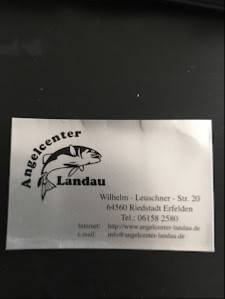 Angelcenter
Landau
Wilhelm - Leuschner - Str. 20
64560 Riedstadt Erfelden
Tel.: 06158 2580
Internet: http://www.angelcenter-landau.de
e-mail: info@angelcenter-landau.de